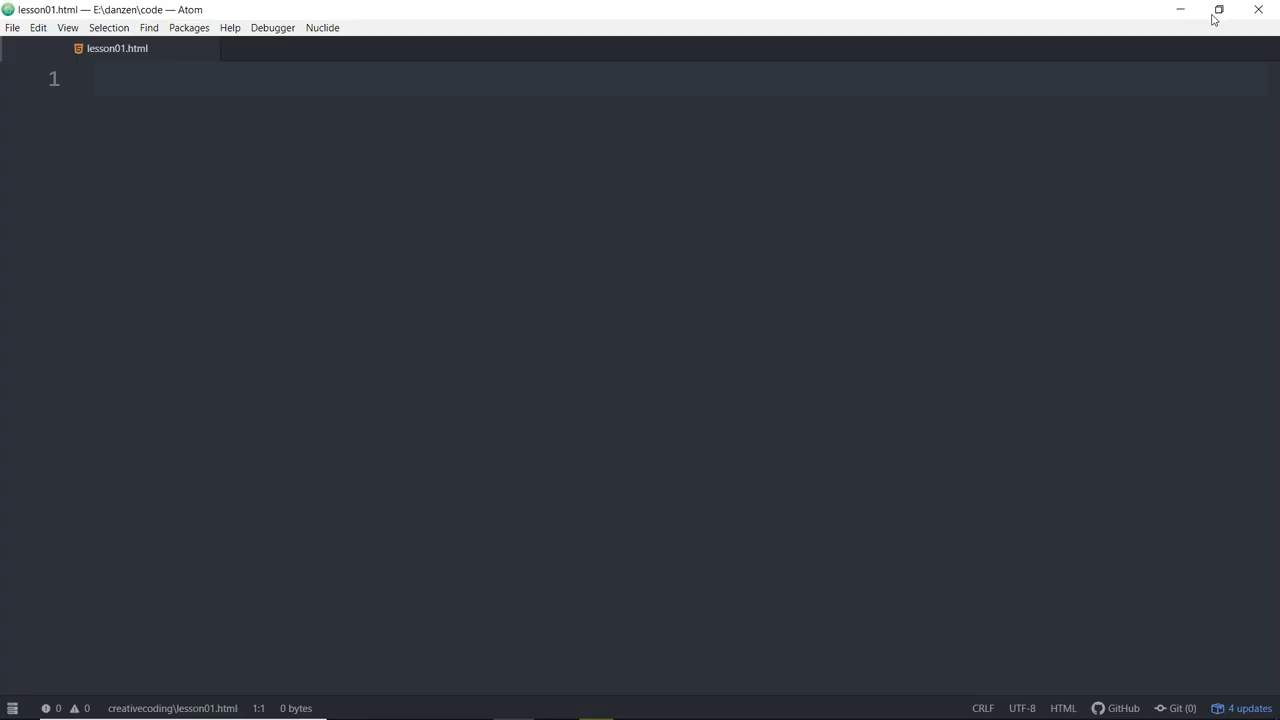 lesson01.html — E:\danzen\code — Atom
File Edit View Selection Find Packages Help Debugger Nuclide
lesson01.html
1
0 0 creativecoding\lesson01.html 1:1 0 bytes CRLF UTF-8 HTML GitHub Git (0) 4 updates